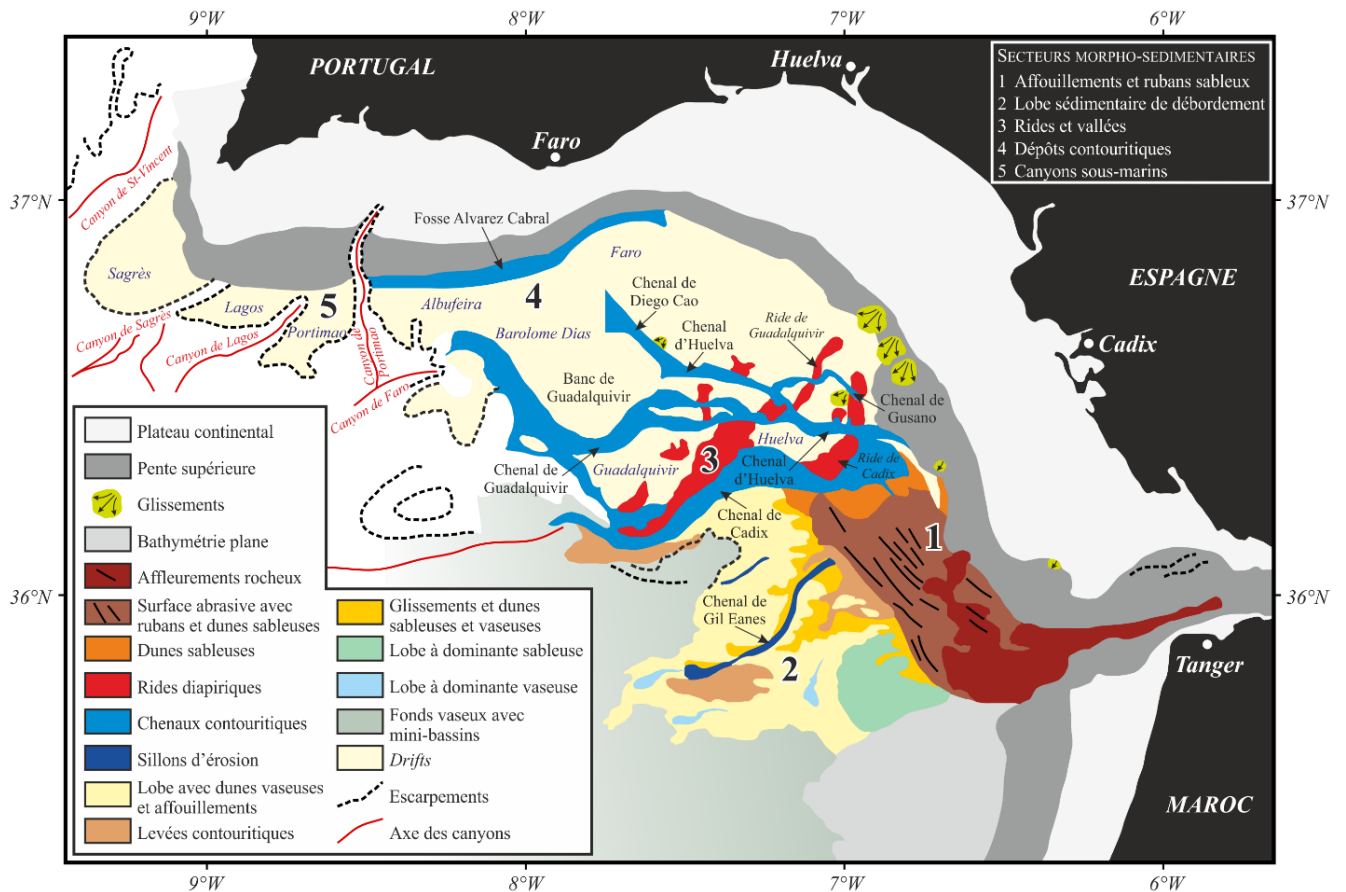 9°W
8°W
7°W
6°W
PORTUGAL
Huelva
Faro
SECTEURS MORPHO-SEDIMENTAIRES
1 Affouillements et rubans sableux
2 Lobe sédimentaire de débordement
3 Rides et vallées
4 Dépôts contouritiques
5 Canyons sous-marins
37°N
37°N
Canyon de St-Vincent
Fosse Alvarez Cabral
Faro
ESPAGNE
Sagrès
Lagos
5
Portimao
Albufeira
4
Barolome Dias
Chenal de
Diego Cao
Chenal
d'Huelva
Ride de
Guadalquivir
Cadix
Canyon de Sagrès
Canyon de Lagos
Canyon de
Portimao
Canyon de Faro
Banc de
Guadalquivir
Chenal de
Gusano
Chenal de
Guadalquivir
Guadalquivir
3
Huelva
Chenal
d'Huelva
Ride de
Cadix
Chenal de
Cadix
1
36°N
36°N
Chenal de
Gil Eanes
2
Tanger
MAROC
Plateau continental
Pente supérieure
Glissements
Bathymétrie plane
Affleurements rocheux
Surface abrasive avec
rubans et dunes sableuses
Dunes sableuses
Rides diapiriques
Chenaux contouritiques
Sillons d'érosion
Lobe avec dunes vaseuses
et affouillements
Levées contouritiques
Glissements et dunes
sableuses et vaseuses
Lobe à dominante sableuse
Lobe à dominante vaseuse
Fonds vaseux avec
mini-bassins
Drifts
Escarpements
Axe des canyons
9°W
8°W
7°W
6°W